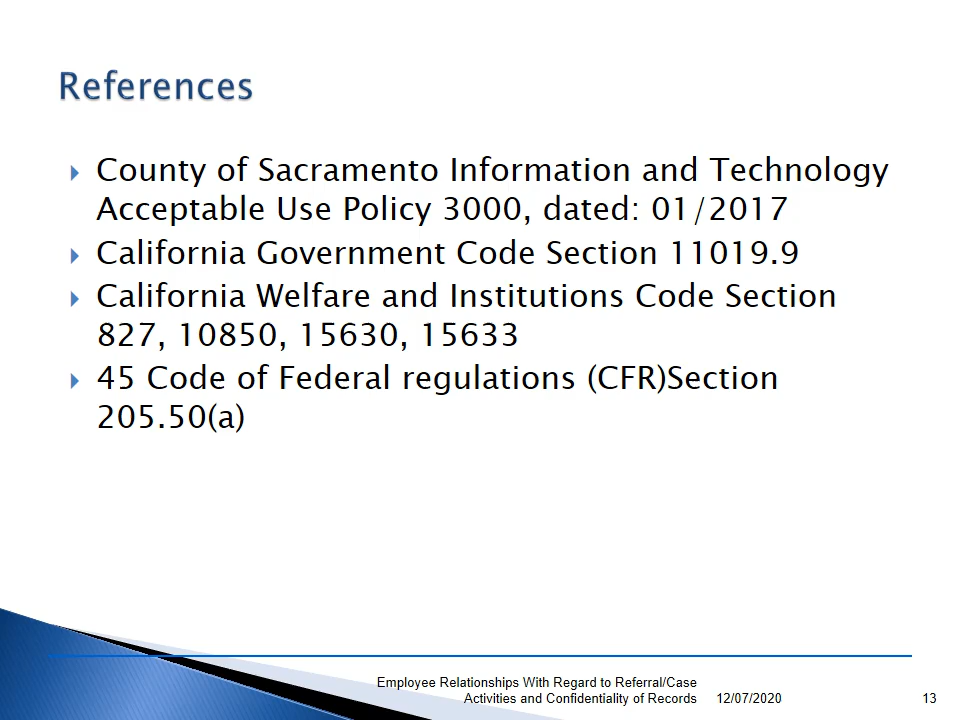 References
County of Sacramento Information and Technology
Acceptable Use Policy 3000, dated: 01/2017
California Government Code Section 11019.9
California Welfare and Institutions Code Section
827, 10850, 15630, 15633
45 Code of Federal regulations (CFR)Section
205.50(a)
Employee Relationships With Regard to Referral/Case
Activities and Confidentiality of Records 12/07/2020 13